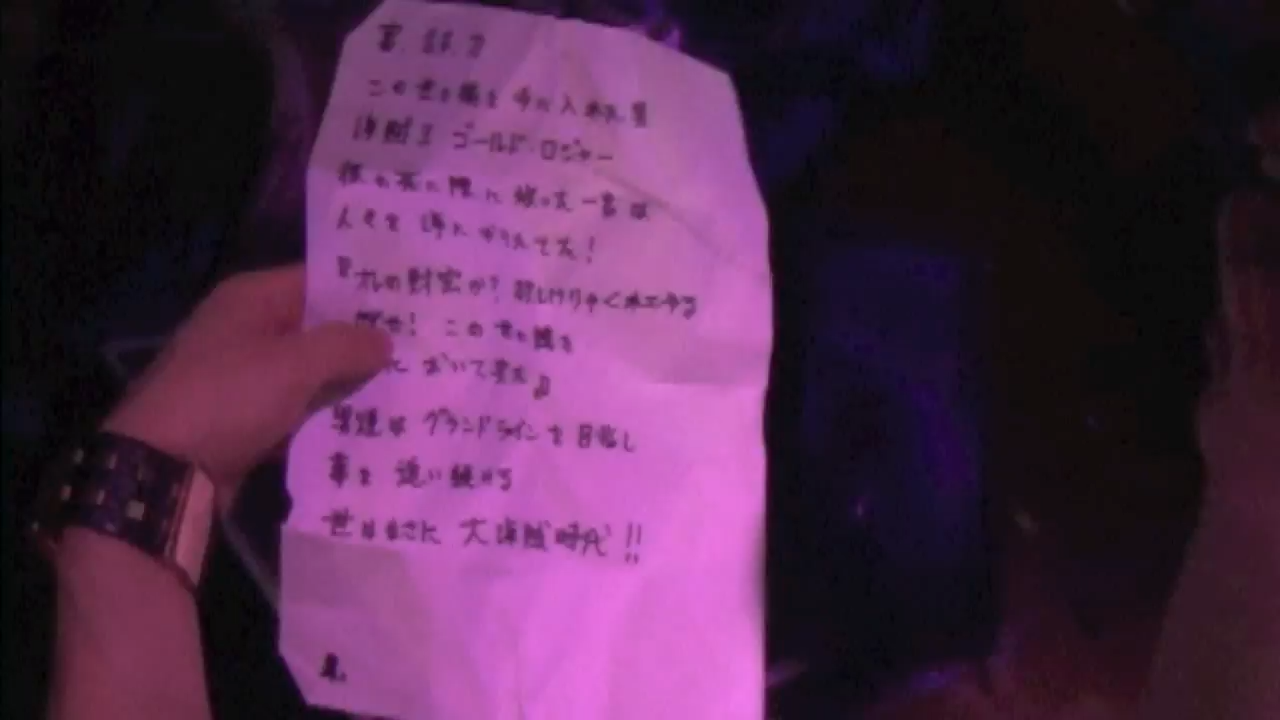 富、名声、力
この世の全てを 手に入れた男
海賊王 ゴールド・ロジャー
彼の死に際に 放った一言は
人々を 海に かりたてた!
『オレの財宝か? 欲しけりゃくれてやる
探せ! この世の全てを
に おいて来た』
男達は グランドラインを 目指し
夢を 追い続ける
世はまさに 大海賊時代!!